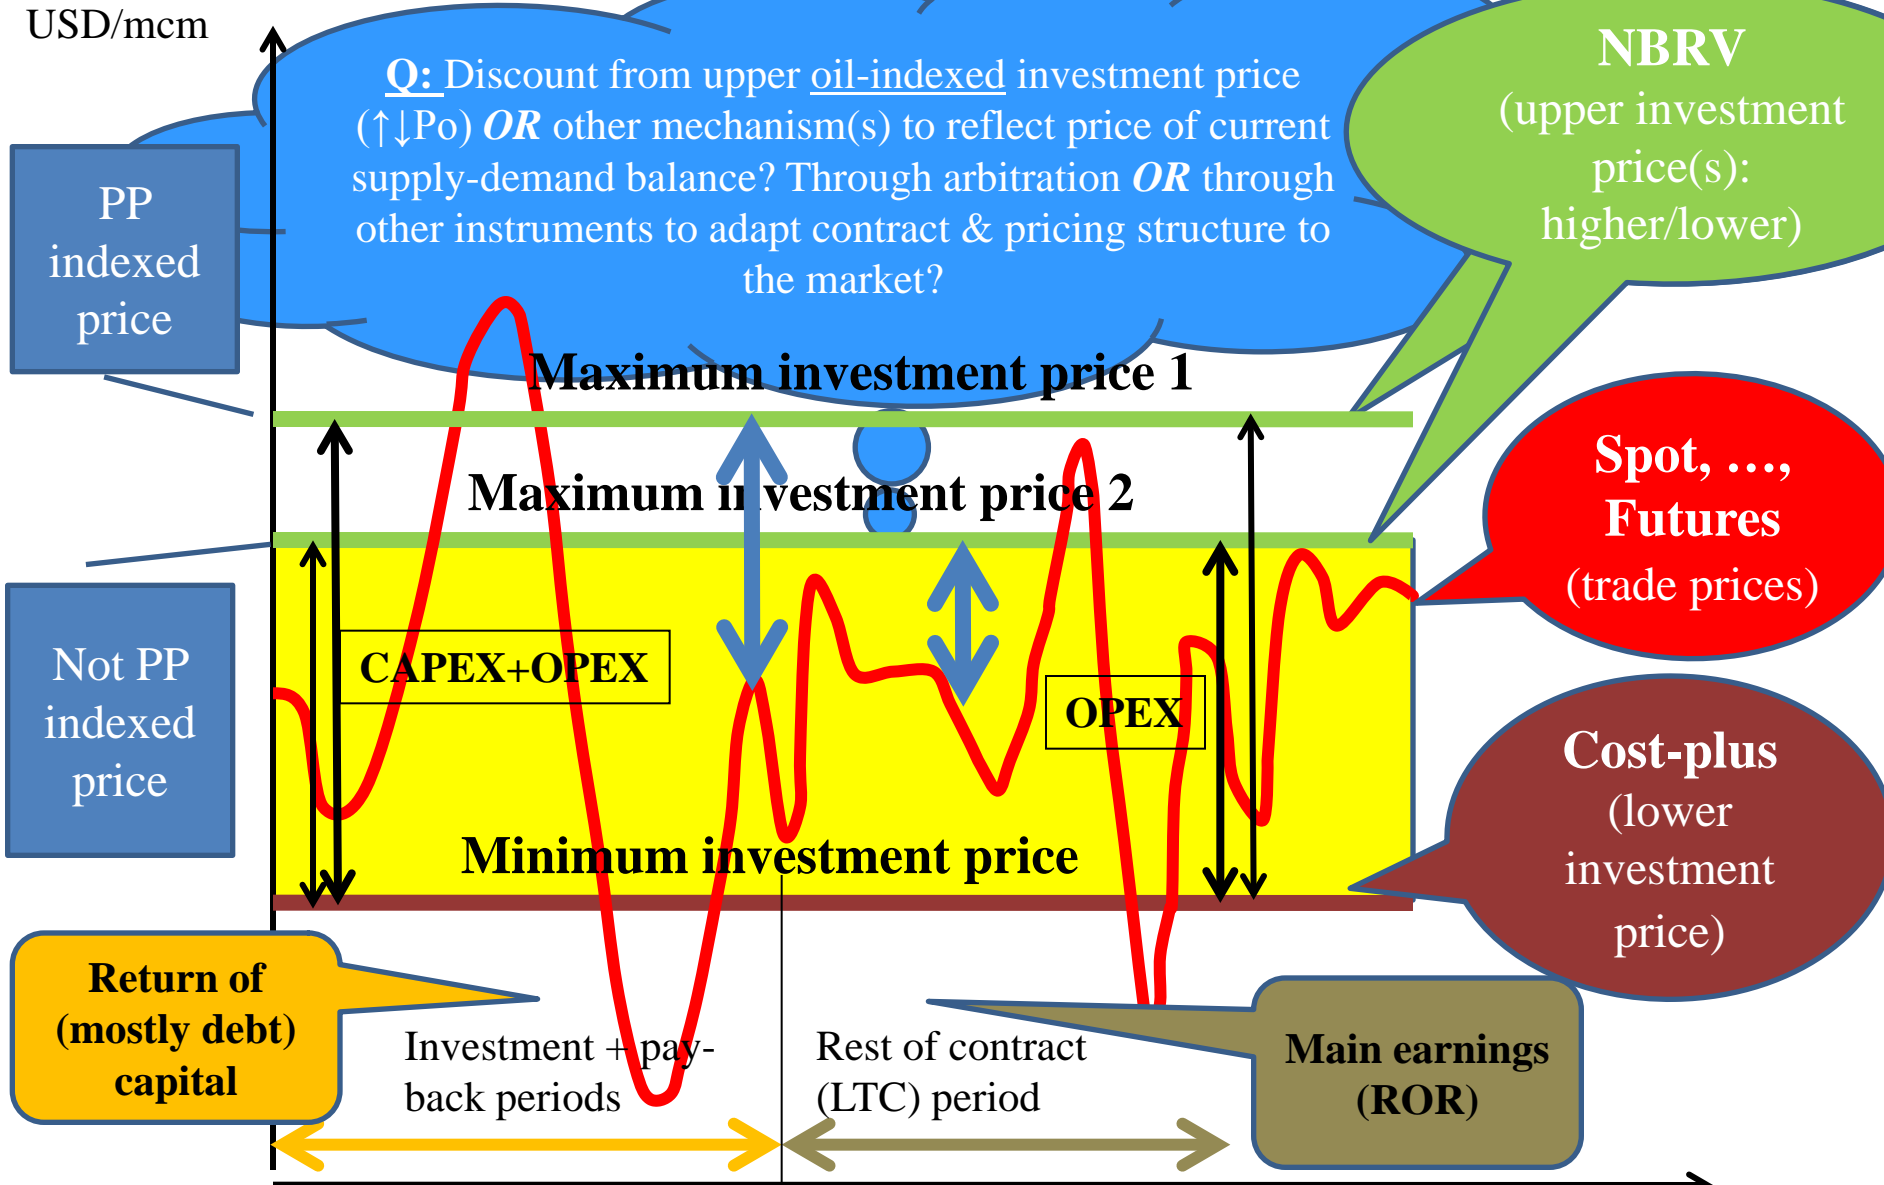 USD/mcm
Q: Discount from upper oil-indexed investment price
(↑↓Po) OR other mechanism(s) to reflect price of current
supply-demand balance? Through arbitration OR through
other instruments to adapt contract & pricing structure to
the market?
NBRV
(upper investment
price(s):
higher/lower)
PP
indexed
price
Maximum investment price 1
Maximum investment price 2
Spot, …,
Futures
(trade prices)
Not PP
indexed
price
CAPEX+OPEX
OPEX
Cost-plus
(lower
investment
price)
Minimum investment price
Return of
(mostly debt)
capital
Investment + pay-
back periods
Rest of contract
(LTC) period
Main earnings
(ROR)